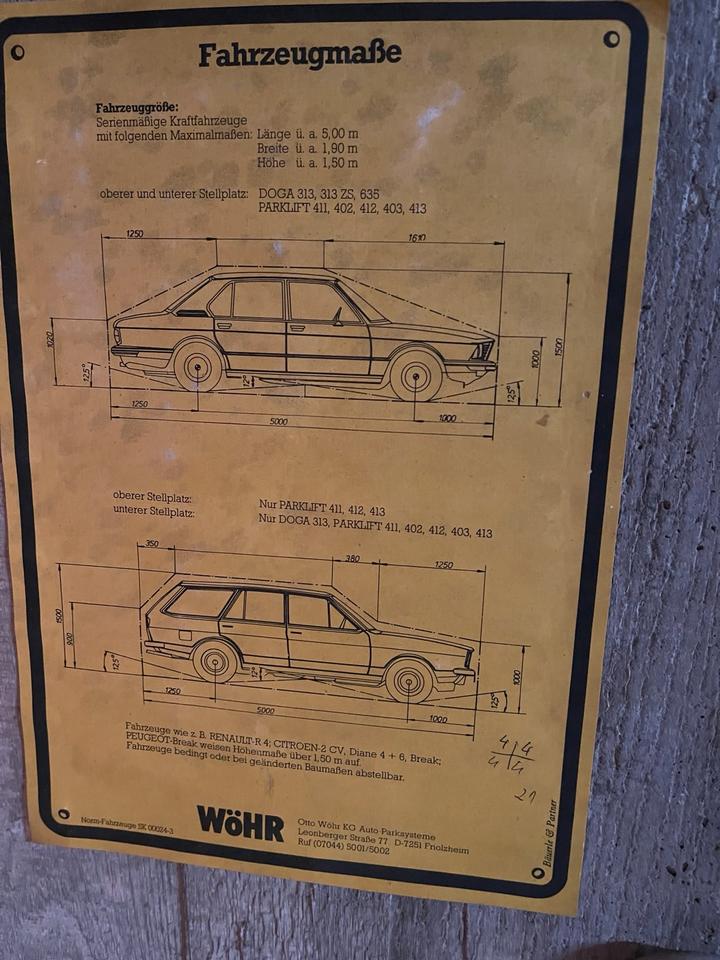 Fahrzeugmaße
Fahrzeuggröße:
Serienmäßige Kraftfahrzeuge
mit folgenden Maximalmaßen: Länge ü. a. 5,00 m
Breite ü. a. 1,90 m
Höhe ü. a. 1,50 m
oberer und unterer Stellplatz: DOGA 313, 313 ZS, 635
PARKLIFT 411, 402, 412, 403, 413
1250
1610
1020
12,5°
12°
12,5°
1000
1500
1250
1000
5000
oberer Stellplatz: Nur PARKLIFT 411, 412, 413
unterer Stellplatz: Nur DOGA 313, PARKLIFT 411, 402, 412, 403, 413
350
380
1250
1500
900
12,5°
12°
12,5°
1000
1250
1000
5000
Fahrzeuge wie z. B. RENAULT-R 4; CITROEN-2 CV, Diane 4 + 6, Break;
PEUGEOT-Break weisen Höhenmaße über 1,50 m auf.
Fahrzeuge bedingt oder bei geänderten Baumaßen abstellbar.
4 4
4 4
21
Norm-Fahrzeuge SK 00024-3
WÖHR
Otto Wöhr KG Auto-Parksysteme
Leonberger Straße 77 D-7251 Friolzheim
Ruf (07044) 5001/5002
Bäuerle & Partner